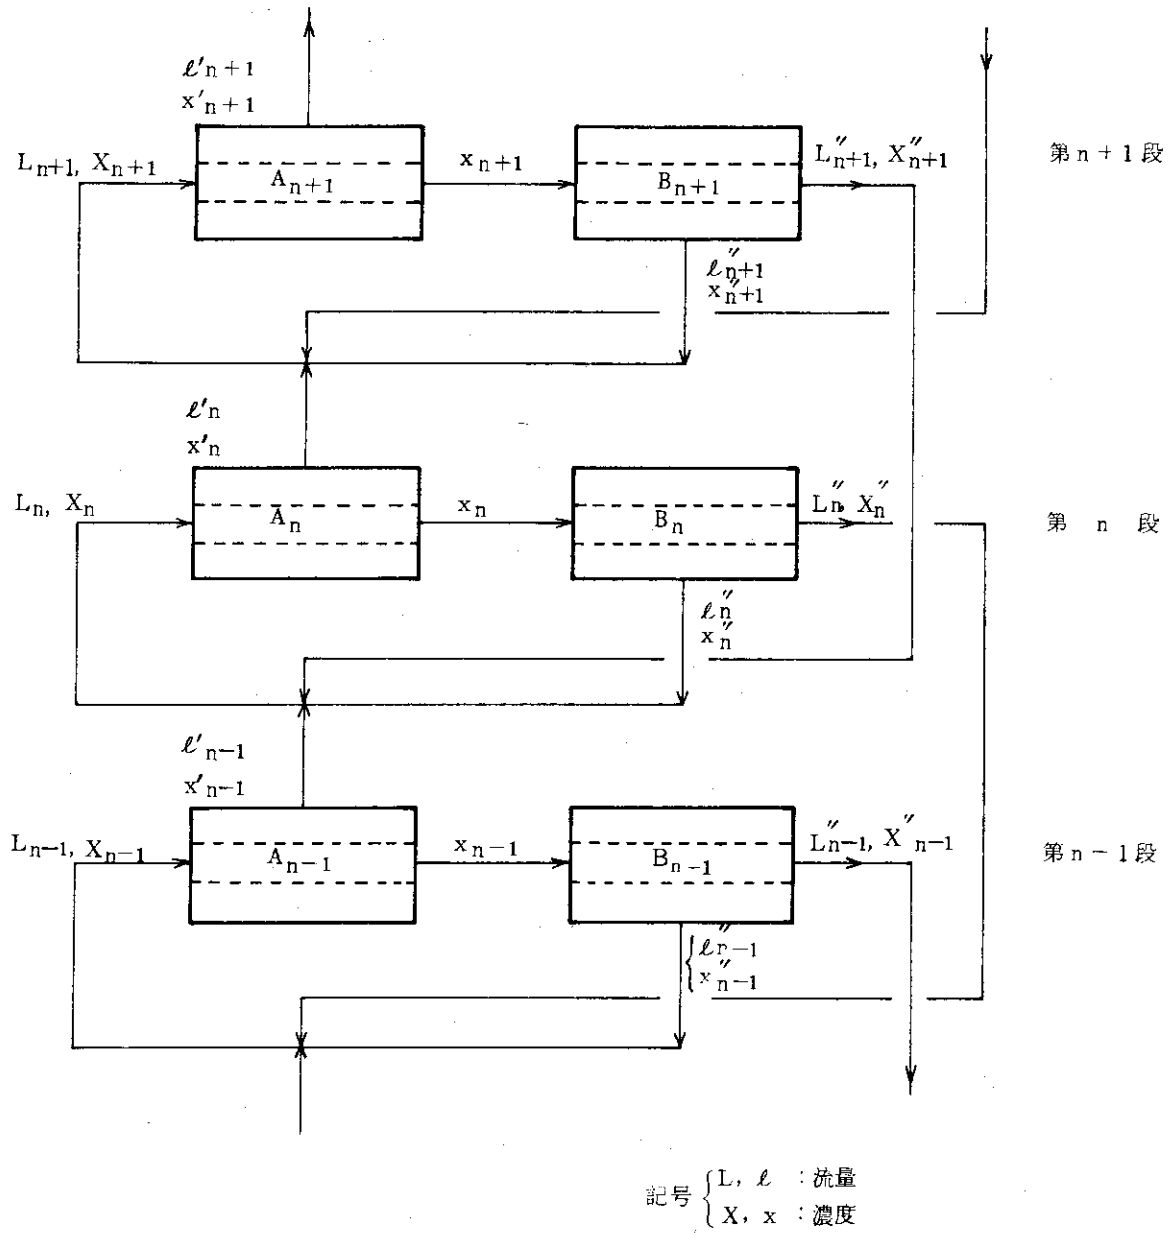 ℓ′n+1
x′n+1
Ln+1, Xn+1
An+1
xn+1
Bn+1
L″n+1, X″n+1
第n+1段
ℓ″n+1
x″n+1
ℓ′n
x′n
Ln, Xn
An
xn
Bn
L″n, X″n
第 n 段
ℓ″n
x″n
ℓ′n−1
x′n−1
Ln−1, Xn−1
An−1
xn−1
Bn−1
L″n−1, X″n−1
第n−1段
ℓ″n−1
x″n−1
記号 { L, ℓ :流量
X, x :濃度